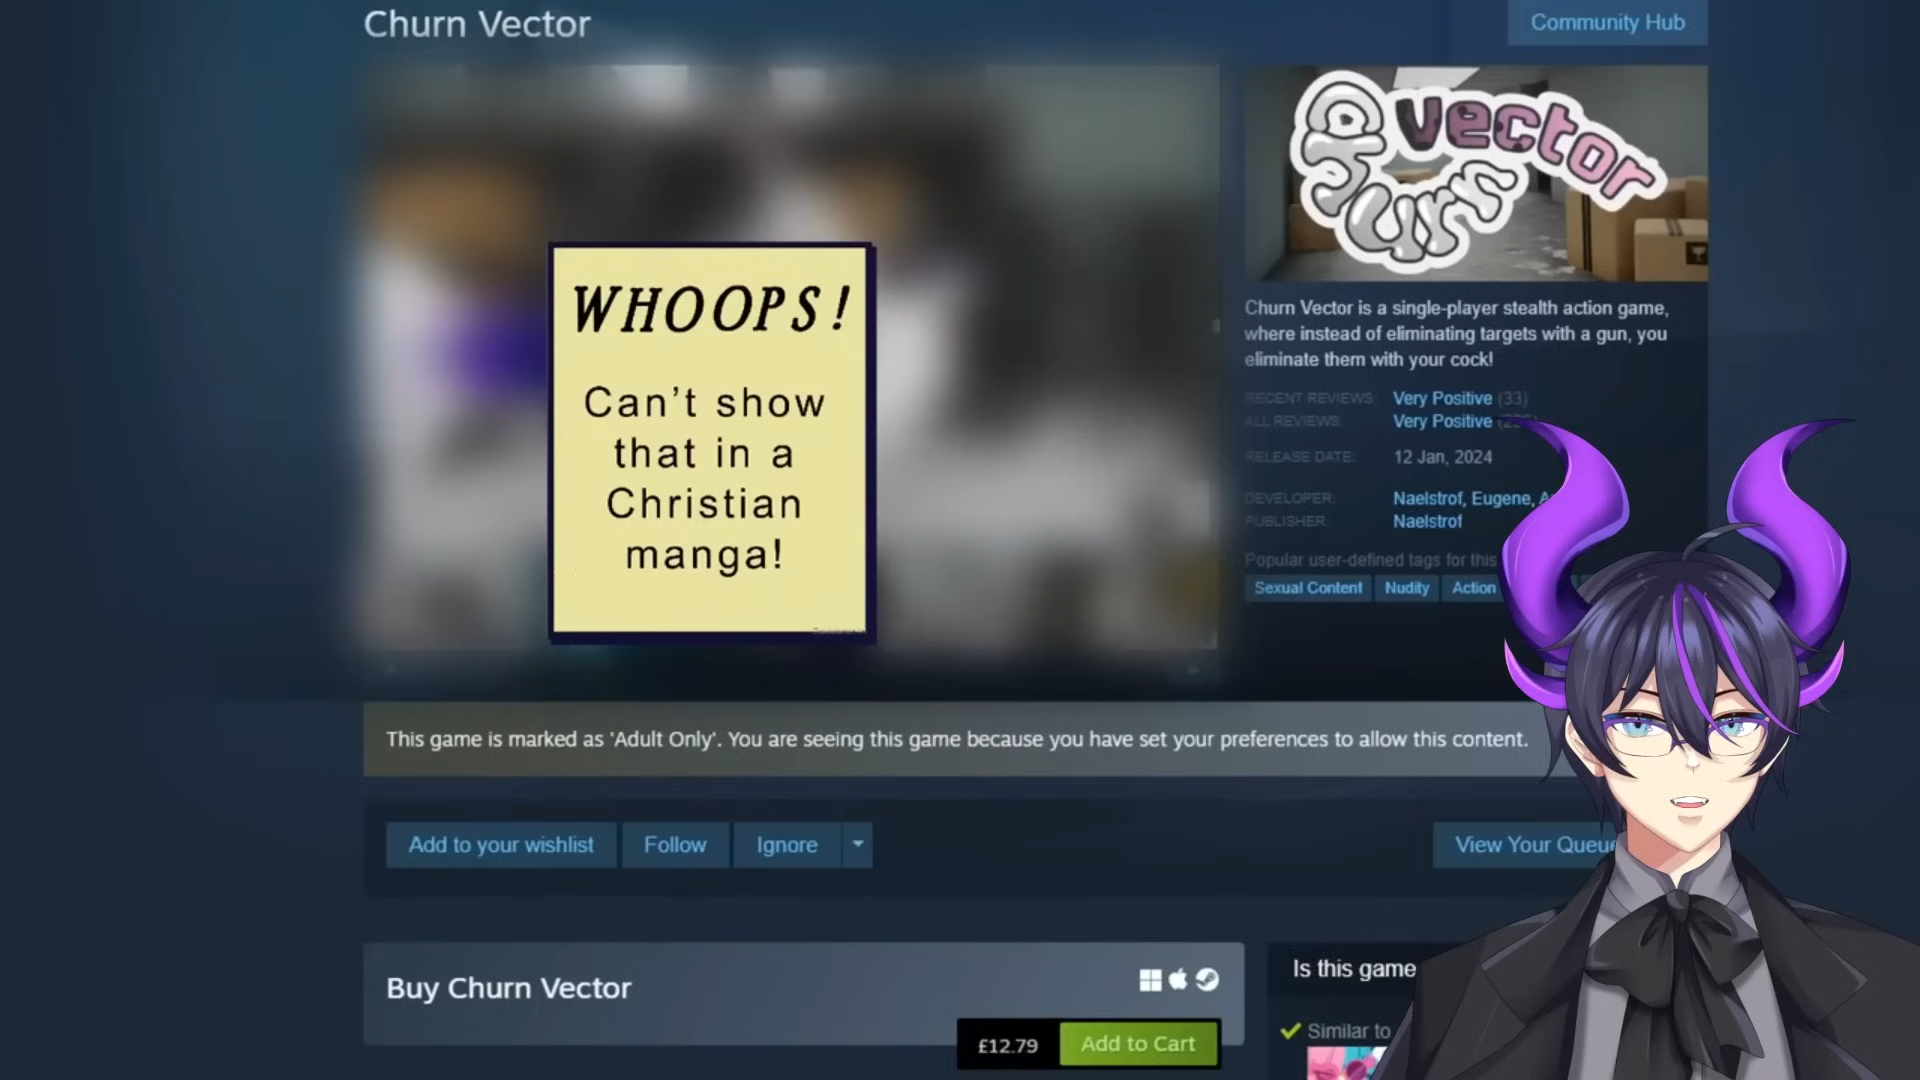 Churn Vector
Community Hub
Churn vector
WHOOPS!
Can't show
that in a
Christian
manga!
Churn Vector is a single-player stealth action game,
where instead of eliminating targets with a gun, you
eliminate them with your cock!
RECENT REVIEWS: Very Positive (33)
ALL REVIEWS: Very Positive
RELEASE DATE: 12 Jan, 2024
DEVELOPER: Naelstrof, Eugene,
PUBLISHER: Naelstrof
Popular user-defined tags for this
Sexual Content Nudity Action
This game is marked as 'Adult Only'. You are seeing this game because you have set your preferences to allow this content.
Add to your wishlist Follow Ignore
View Your Queue
Buy Churn Vector
£12.79 Add to Cart
Is this game
Similar to